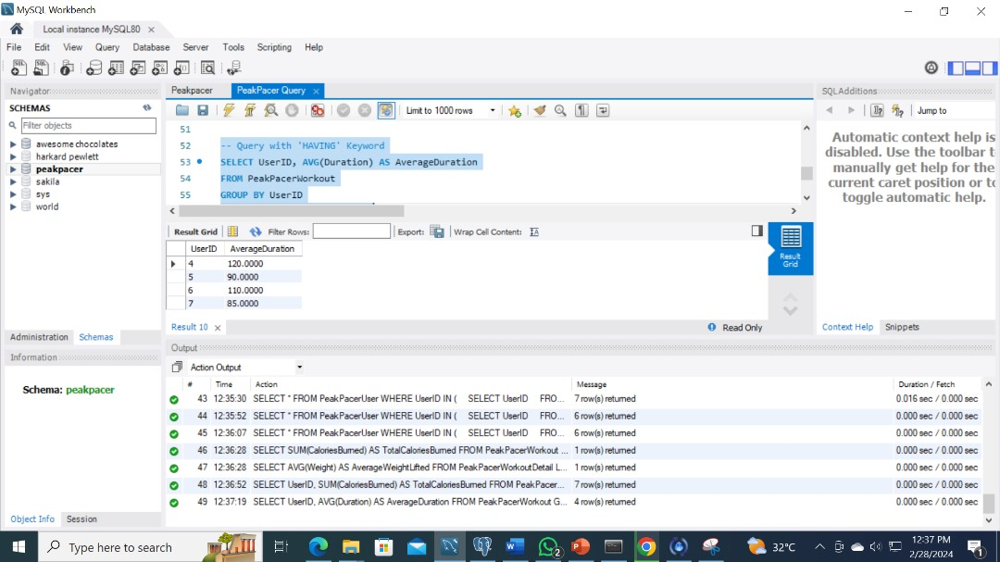 MySQL Workbench
Local instance MySQL80
File Edit View Query Database Server Tools Scripting Help
Navigator
SCHEMAS
Filter objects
awesome chocolates
harkard pewlett
peakpacer
sakila
sys
world
Administration Schemas
Information
Schema: peakpacer
Object Info Session
Peakpacer PeakPacer Query
Limit to 1000 rows
51
52 -- Query with 'HAVING' Keyword
53 SELECT UserID, AVG(Duration) AS AverageDuration
54 FROM PeakPacerWorkout
55 GROUP BY UserID
Result Grid Filter Rows: Export: Wrap Cell Content:
UserID AverageDuration
4 120.0000
5 90.0000
6 110.0000
7 85.0000
Result Grid
Result 10 Read Only
SQLAdditions
Jump to
Automatic context help is
disabled. Use the toolbar t
manually get help for the
current caret position or to
toggle automatic help.
Context Help Snippets
Output
Action Output
# Time Action Message Duration / Fetch
43 12:35:30 SELECT * FROM PeakPacerUser WHERE UserID IN ( SELECT UserID FRO... 7 row(s) returned 0.016 sec / 0.000 sec
44 12:35:52 SELECT * FROM PeakPacerUser WHERE UserID IN ( SELECT UserID FRO... 6 row(s) returned 0.000 sec / 0.000 sec
45 12:36:07 SELECT * FROM PeakPacerUser WHERE UserID IN ( SELECT UserID FRO... 6 row(s) returned 0.000 sec / 0.000 sec
46 12:36:28 SELECT SUM(CaloriesBurned) AS TotalCaloriesBurned FROM PeakPacerWorkout ... 1 row(s) returned 0.000 sec / 0.000 sec
47 12:36:28 SELECT AVG(Weight) AS AverageWeightLifted FROM PeakPacerWorkoutDetail L... 1 row(s) returned 0.000 sec / 0.000 sec
48 12:36:52 SELECT UserID, SUM(CaloriesBurned) AS TotalCaloriesBurned FROM PeakPacer... 7 row(s) returned 0.000 sec / 0.000 sec
49 12:37:19 SELECT UserID, AVG(Duration) AS AverageDuration FROM PeakPacerWorkout G... 4 row(s) returned 0.000 sec / 0.000 sec
Type here to search
2
32°C
12:37 PM
2/28/2024
1